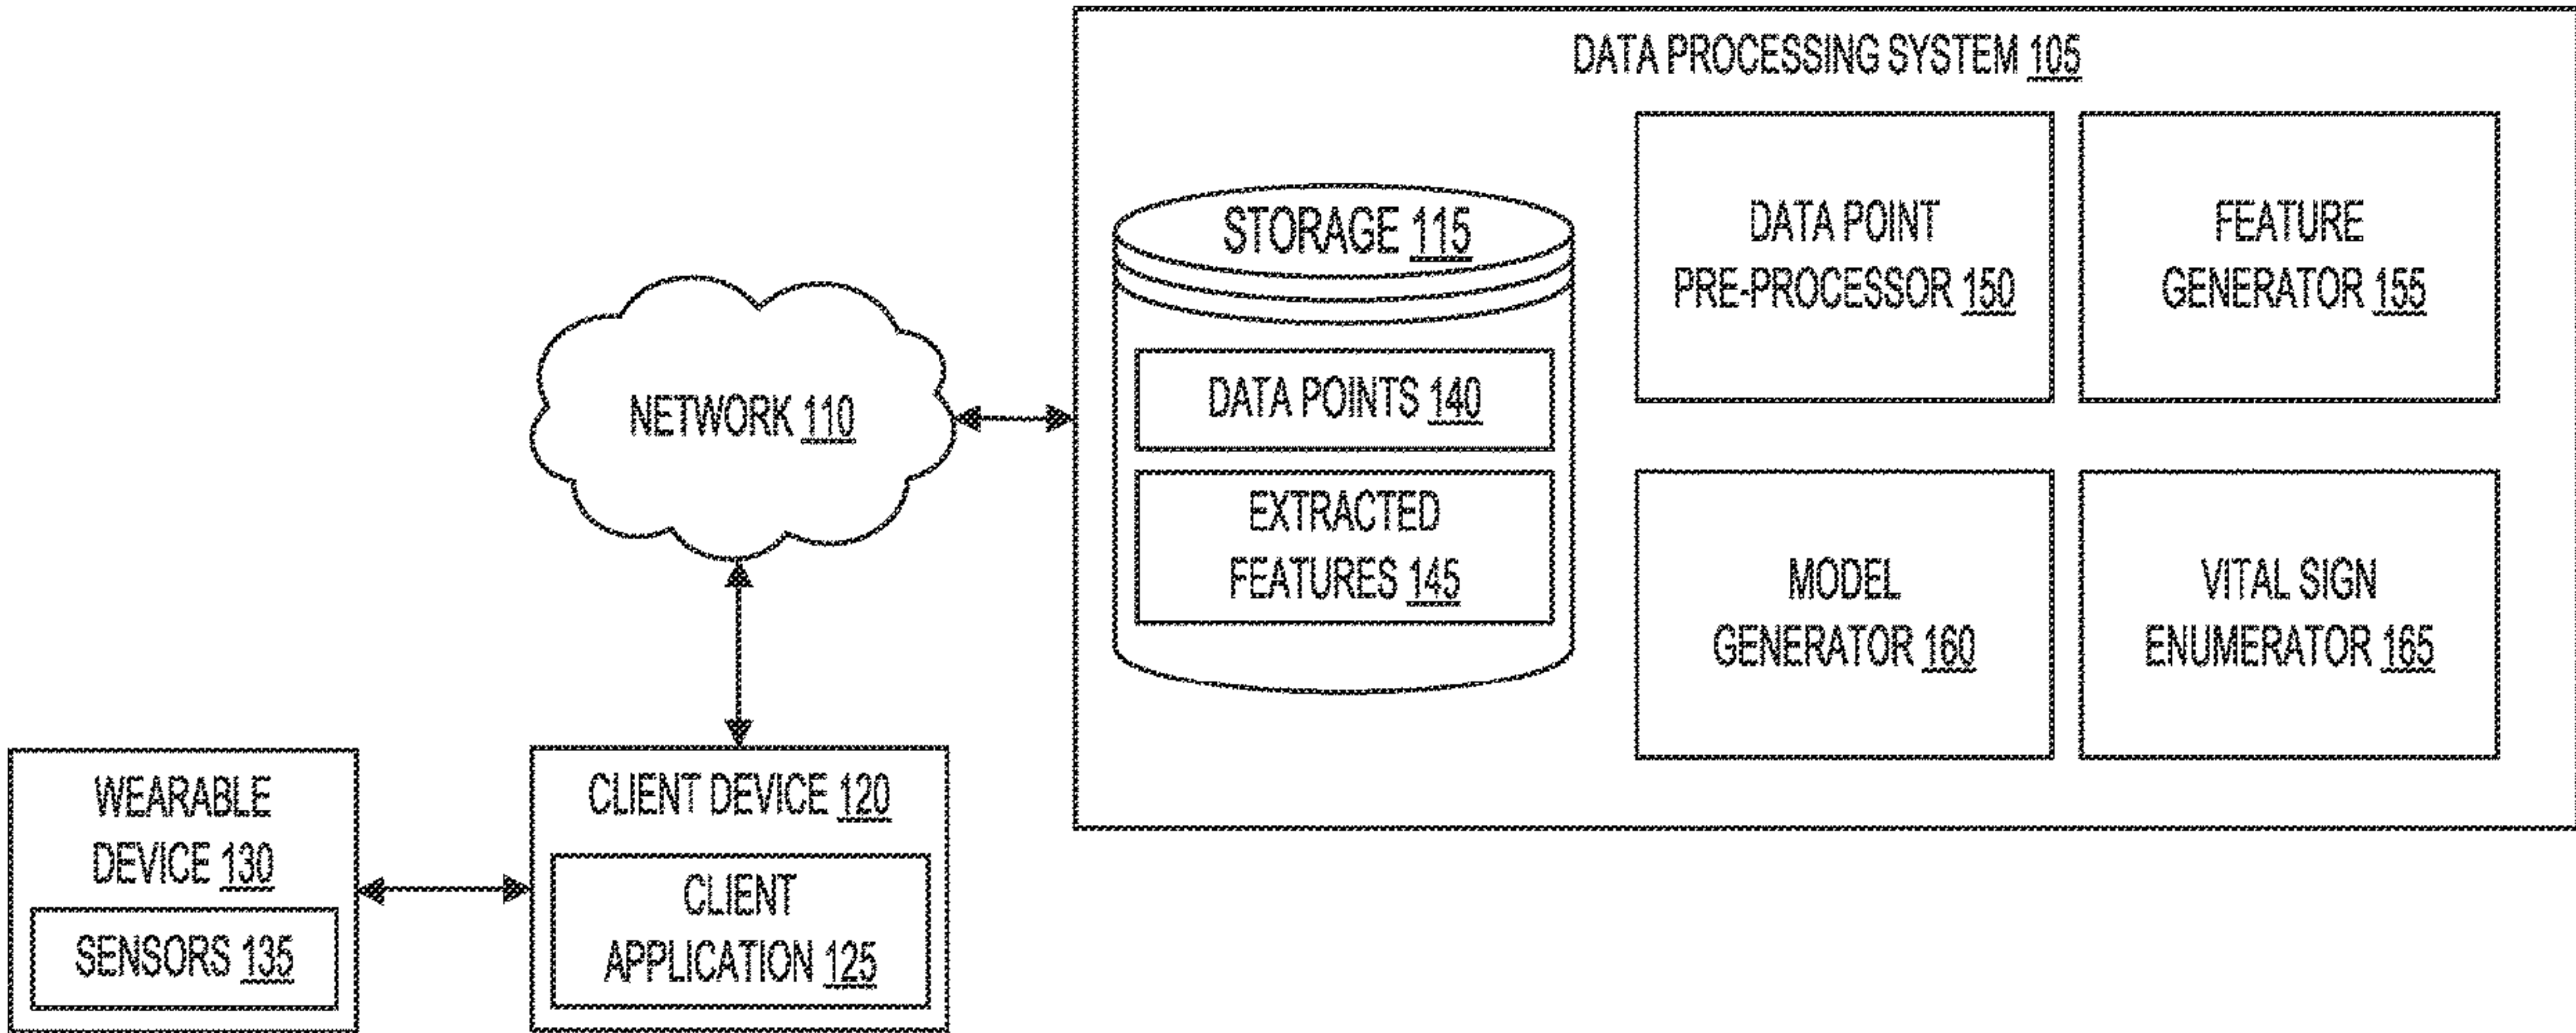 DATA PROCESSING SYSTEM 105
STORAGE 115
DATA POINTS 140
EXTRACTED
FEATURES 145
DATA POINT
PRE-PROCESSOR 150
FEATURE
GENERATOR 155
MODEL
GENERATOR 160
VITAL SIGN
ENUMERATOR 165
NETWORK 110
WEARABLE
DEVICE 130
SENSORS 135
CLIENT DEVICE 120
CLIENT
APPLICATION 125